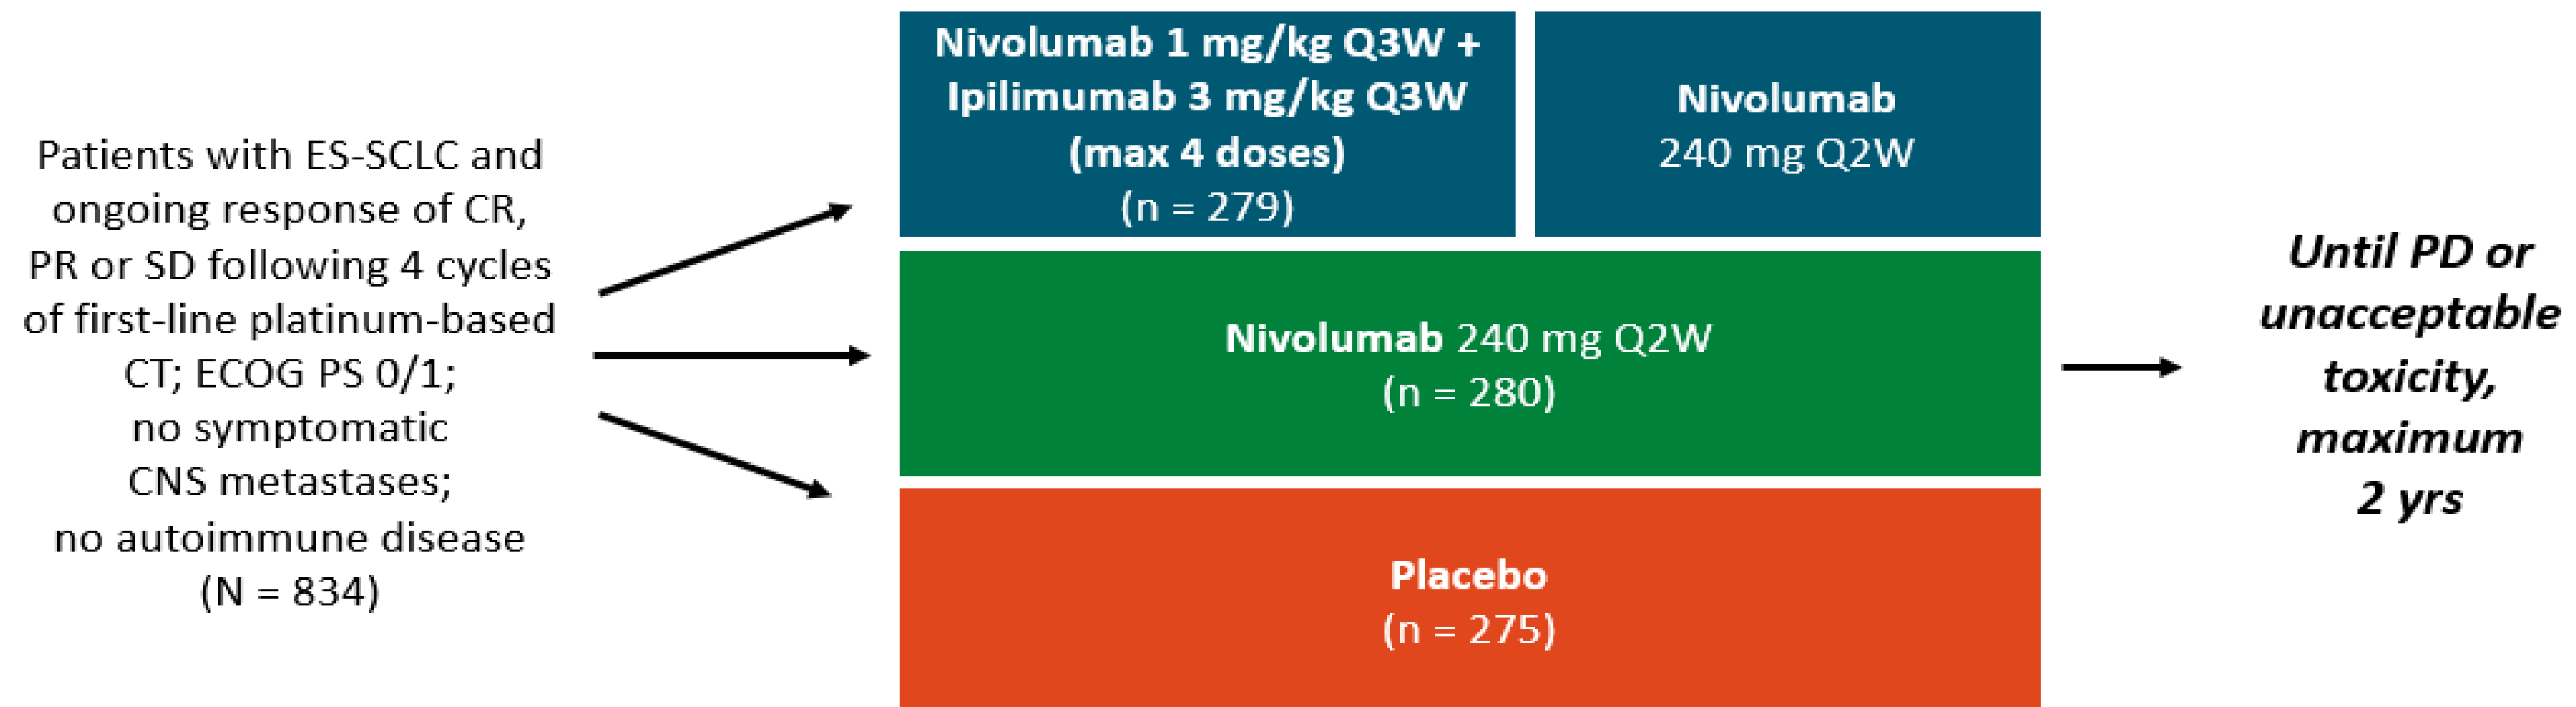 Patients with ES-SCLC and
ongoing response of CR,
PR or SD following 4 cycles
of first-line platinum-based
CT; ECOG PS 0/1;
no symptomatic
CNS metastases;
no autoimmune disease
(N = 834)
Nivolumab 1 mg/kg Q3W +
Ipilimumab 3 mg/kg Q3W
(max 4 doses)
(n = 279)
Nivolumab
240 mg Q2W
Nivolumab 240 mg Q2W
(n = 280)
Placebo
(n = 275)
Until PD or
unacceptable
toxicity,
maximum
2 yrs